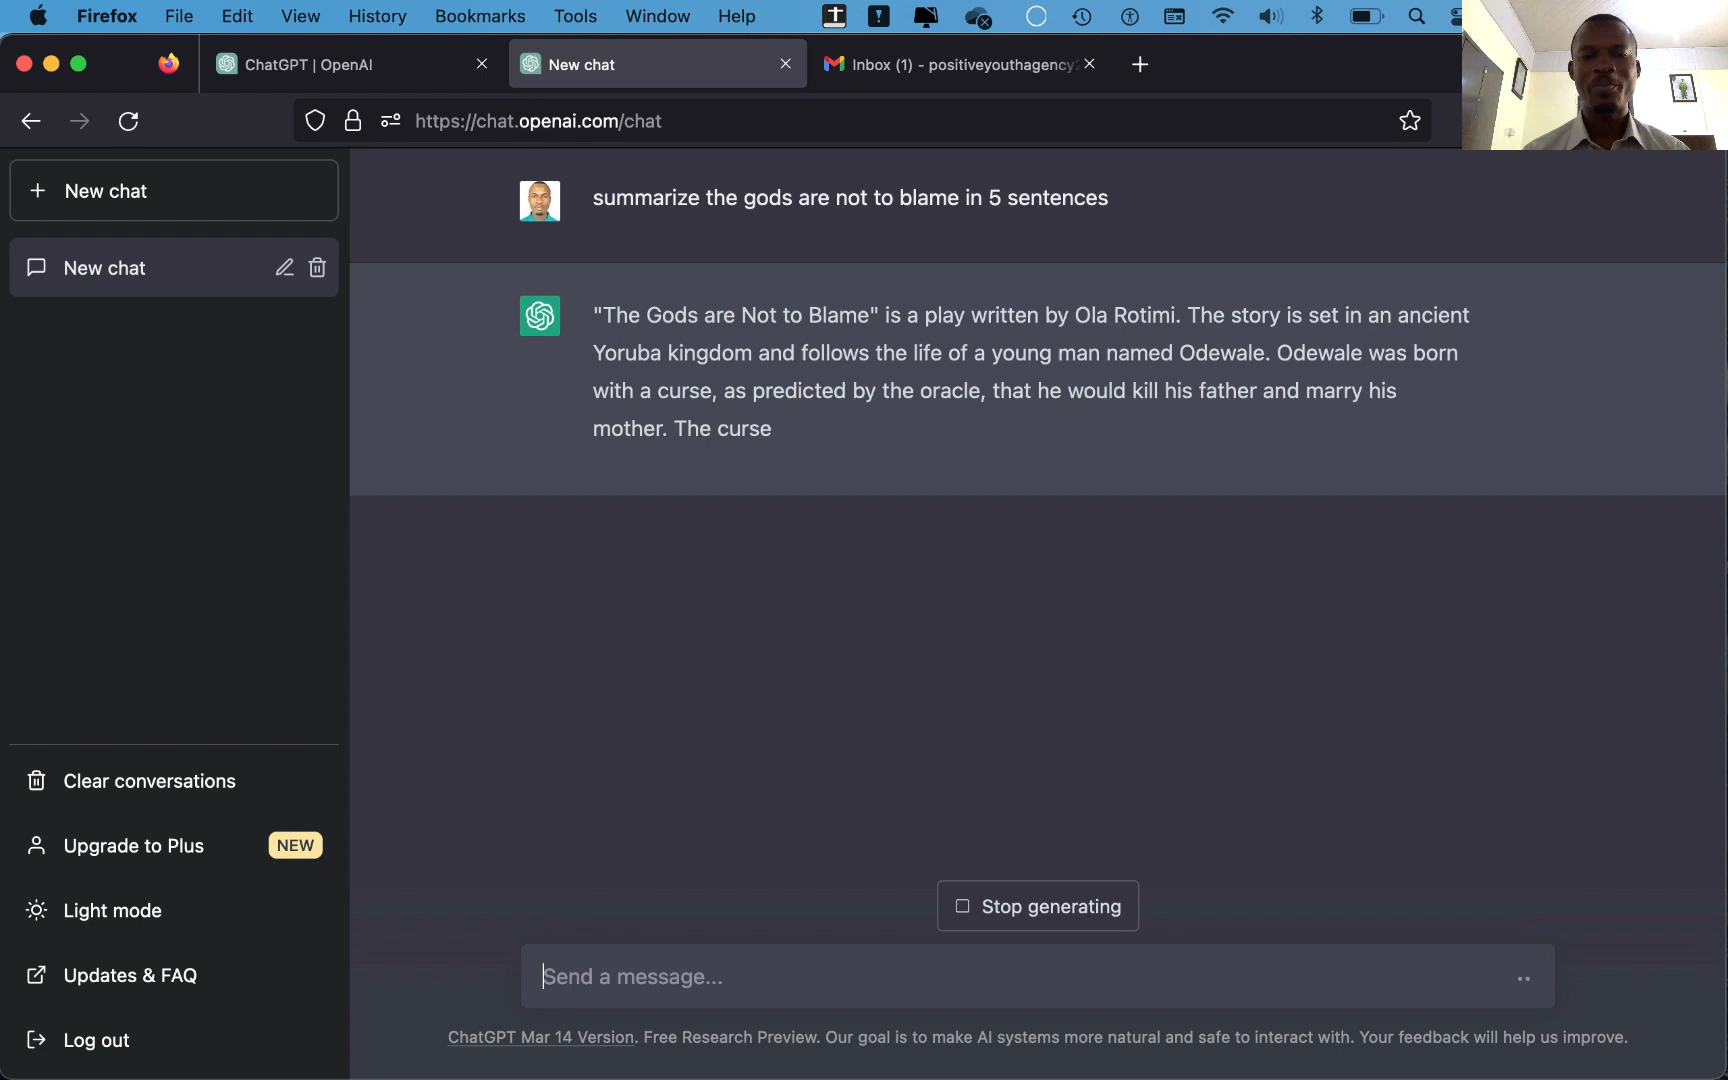 Firefox File Edit View History Bookmarks Tools Window Help
ChatGPT | OpenAI
New chat
Inbox (1) - positiveyouthagency
https://chat.openai.com/chat
New chat
New chat
summarize the gods are not to blame in 5 sentences
"The Gods are Not to Blame" is a play written by Ola Rotimi. The story is set in an ancient
Yoruba kingdom and follows the life of a young man named Odewale. Odewale was born
with a curse, as predicted by the oracle, that he would kill his father and marry his
mother. The curse
Clear conversations
Upgrade to Plus NEW
Light mode
Updates & FAQ
Log out
Stop generating
Send a message...
ChatGPT Mar 14 Version. Free Research Preview. Our goal is to make AI systems more natural and safe to interact with. Your feedback will help us improve.